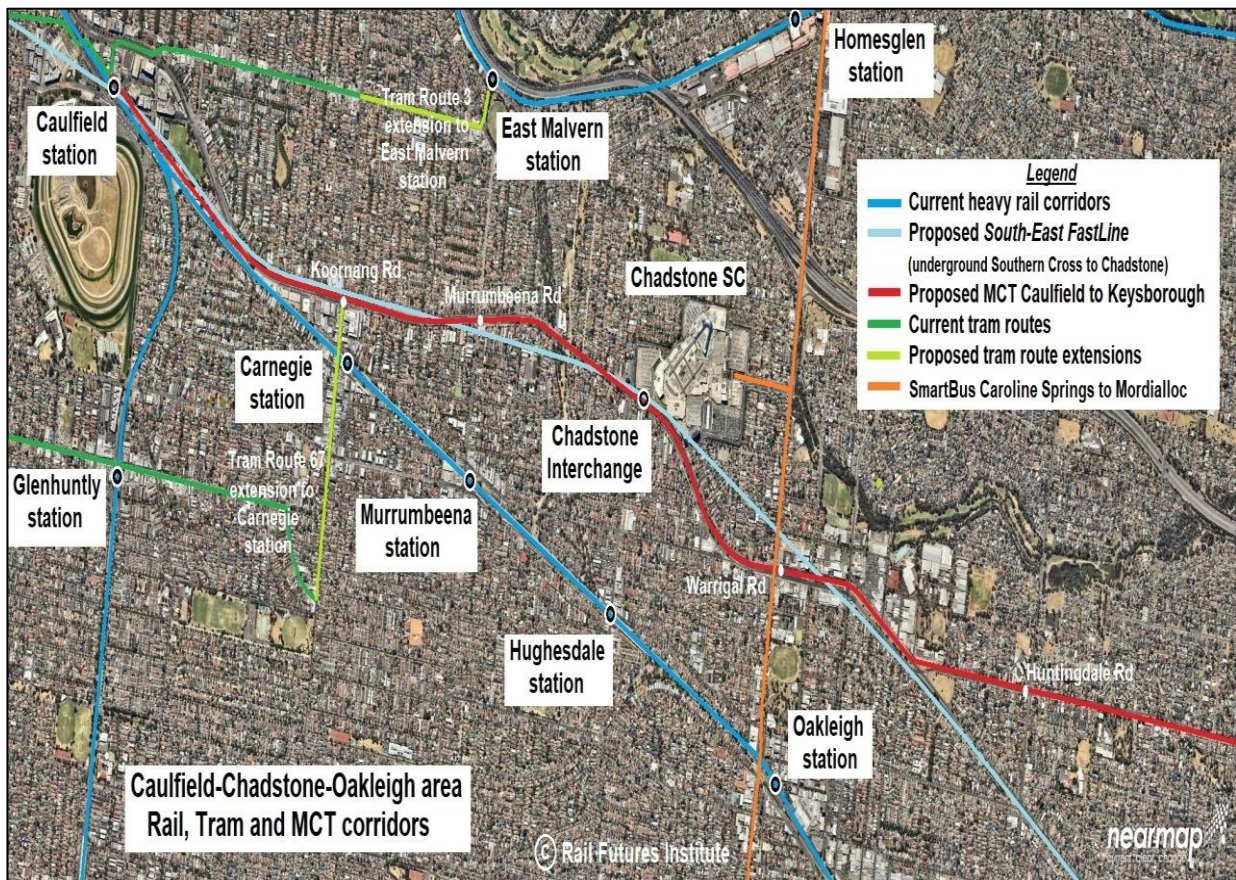 Homesglen
station
Caulfield
station
Tram Route 3
extension to
East Malvern
station
East Malvern
station
Legend
Current heavy rail corridors
Proposed South-East FastLine
(underground Southern Cross to Chadstone)
Proposed MCT Caulfield to Keysborough
Current tram routes
Proposed tram route extensions
SmartBus Caroline Springs to Mordialloc
Koornang Rd
Murrumbeena Rd
Chadstone SC
Carnegie
station
Chadstone
Interchange
Glenhuntly
station
Tram Route 67
extension to
Carnegie
station
Murrumbeena
station
Warrigal Rd
Hughesdale
station
Huntingdale Rd
Oakleigh
station
Caulfield-Chadstone-Oakleigh area
Rail, Tram and MCT corridors
© Rail Futures Institute
nearmap